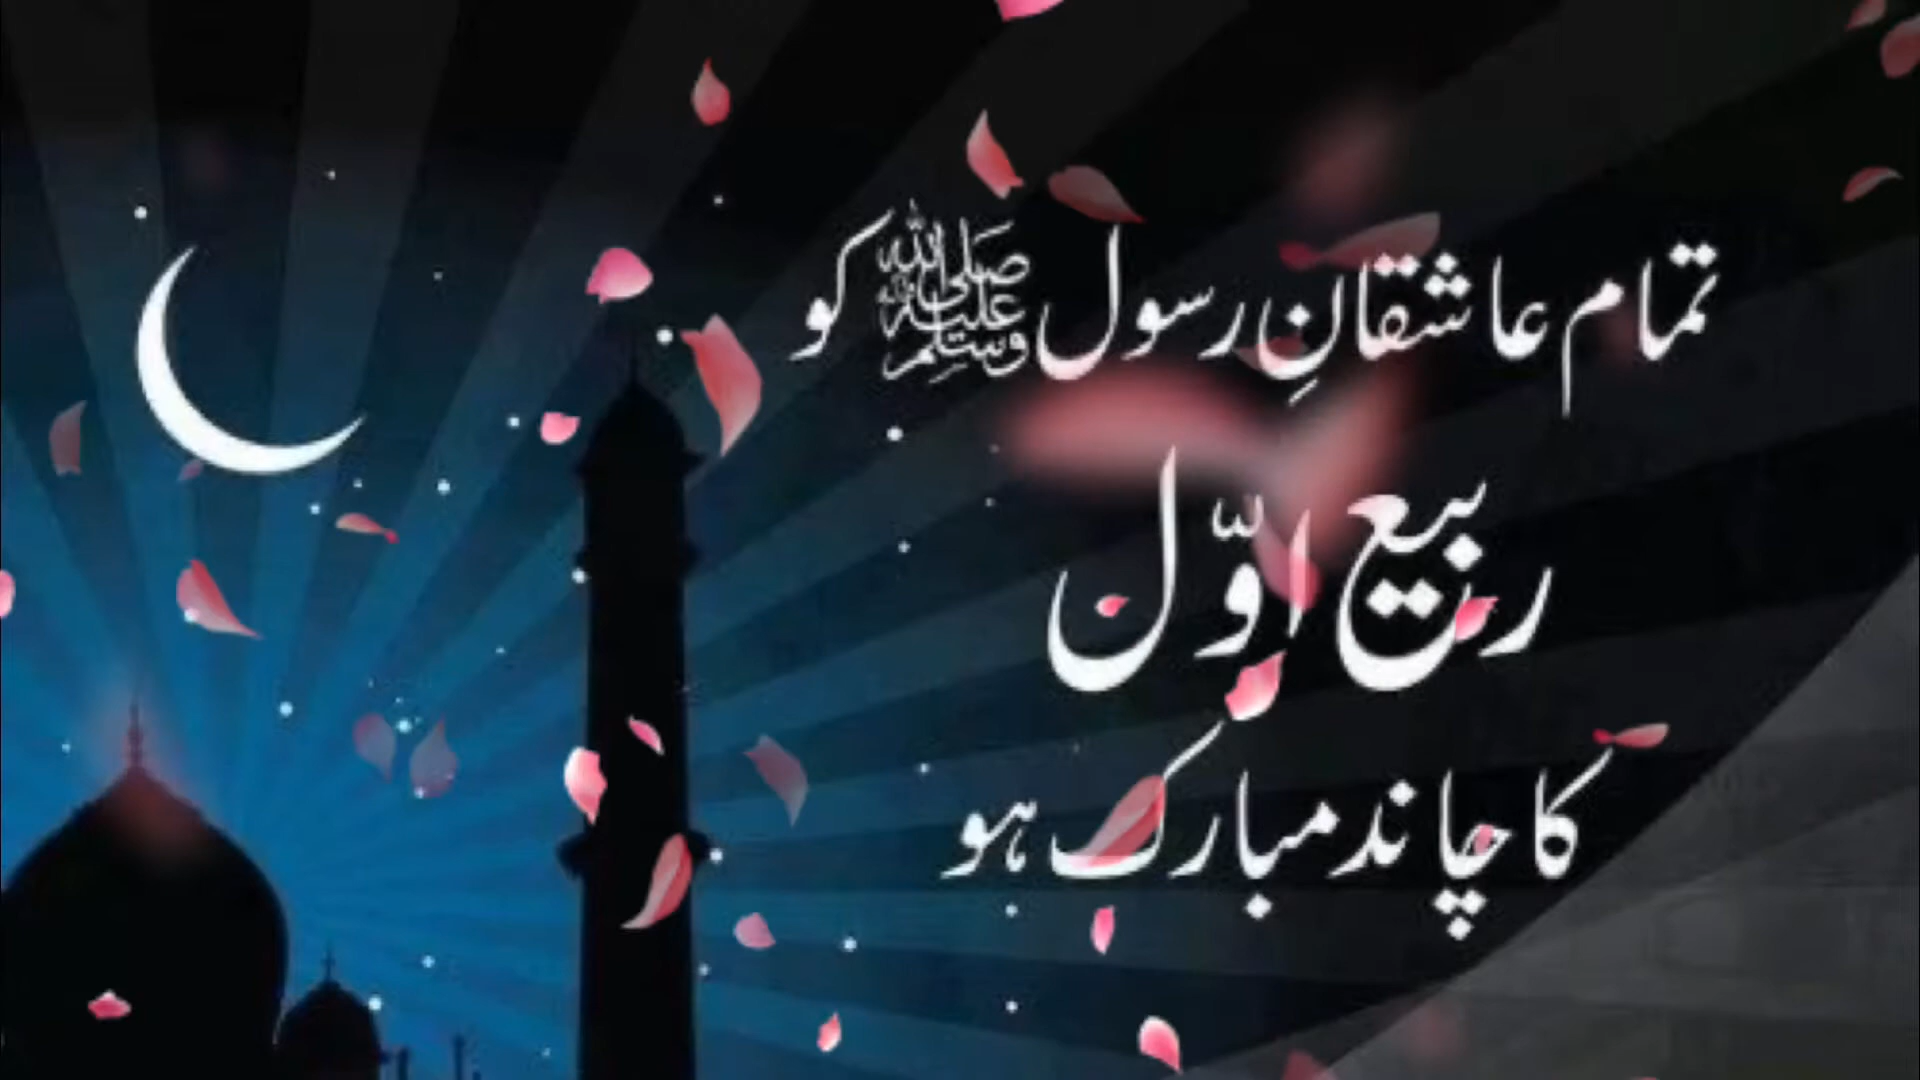 تمام عاشقانِ رسول ﷺ کو
ربیع اوّل
کا چاند مبارک ہو